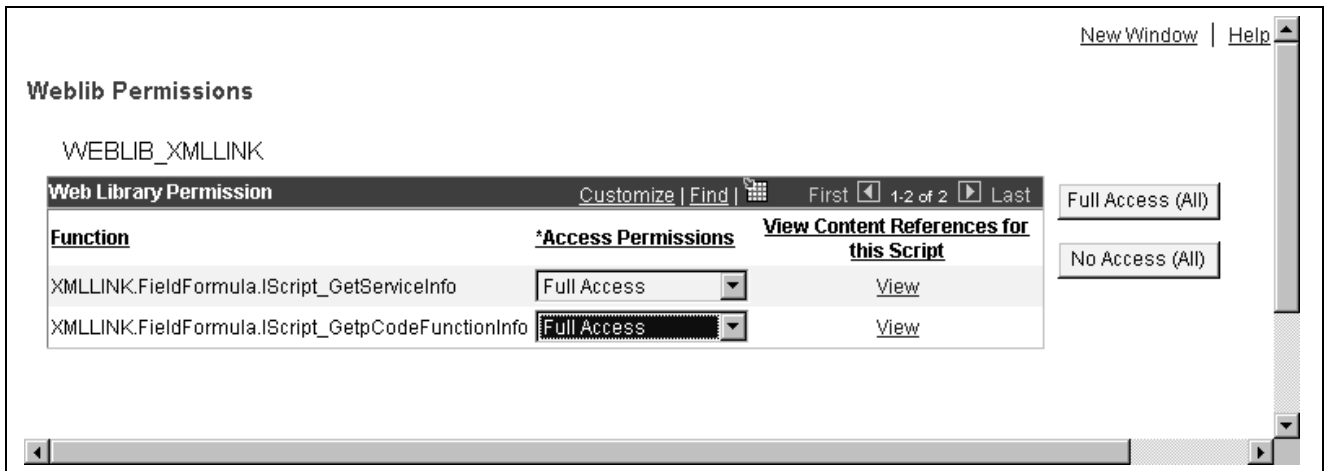 New Window | Help
Weblib Permissions
WEBLIB_XMLLINK
Web Library Permission Customize | Find | First 1-2 of 2 Last
Full Access (All)
Function *Access Permissions View Content References for this Script
No Access (All)
XMLLINK.FieldFormula.IScript_GetServiceInfo Full Access View
XMLLINK.FieldFormula.IScript_GetpCodeFunctionInfo Full Access View